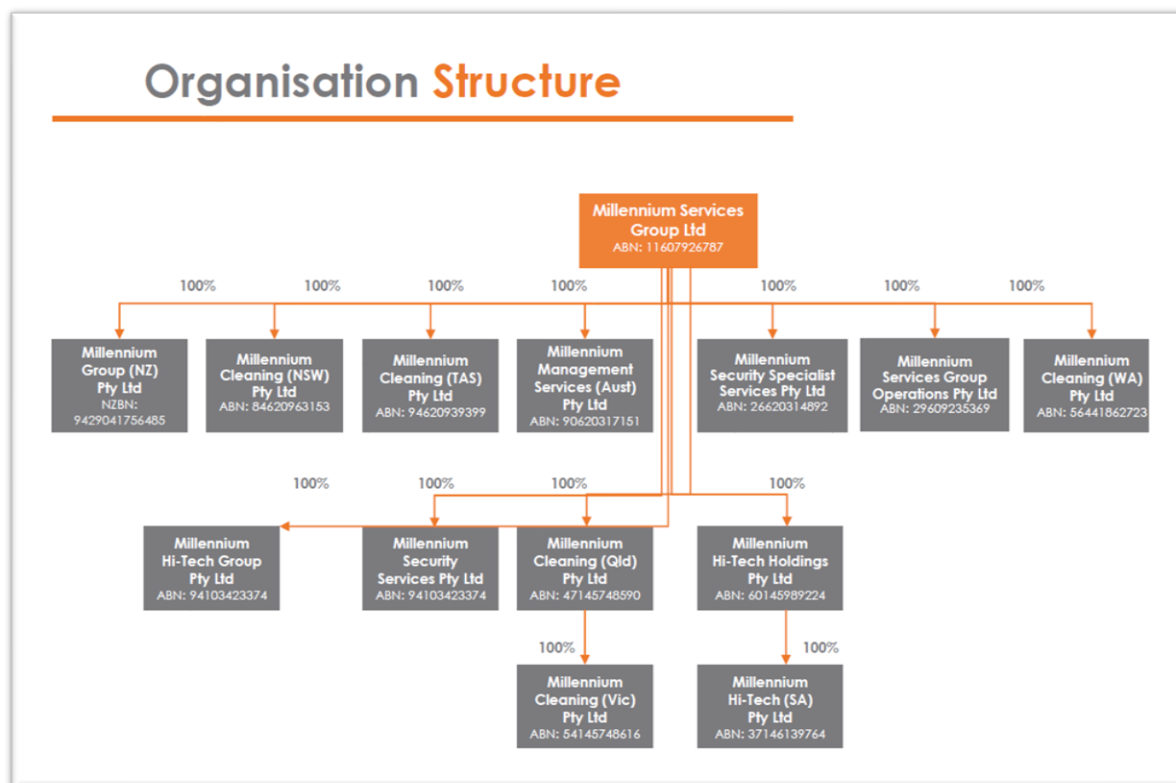 Organisation Structure
Millennium Services
Group Ltd
ABN: 11607926787
100%
100%
100%
100%
100%
100%
100%
Millennium
Group (NZ)
Pty Ltd
NZBN:
9429041756485
Millennium
Cleaning (NSW)
Pty Ltd
ABN: 84620963153
Millennium
Cleaning (TAS)
Pty Ltd
ABN: 94620939399
Millennium
Management
Services (Aust)
Pty Ltd
ABN: 90620317151
Millennium
Security Specialist
Services Pty Ltd
ABN: 26620314892
Millennium
Services Group
Operations Pty Ltd
ABN: 29609235369
Millennium
Cleaning (WA)
Pty Ltd
ABN: 56441862723
100%
100%
100%
100%
Millennium
Hi-Tech Group
Pty Ltd
ABN: 94103423374
Millennium
Security
Services Pty Ltd
ABN: 94103423374
Millennium
Cleaning (Qld)
Pty Ltd
ABN: 47145748590
Millennium
Hi-Tech Holdings
Pty Ltd
ABN: 60145989224
100%
100%
Millennium
Cleaning (Vic)
Pty Ltd
ABN: 54145748616
Millennium
Hi-Tech (SA)
Pty Ltd
ABN: 37146139764